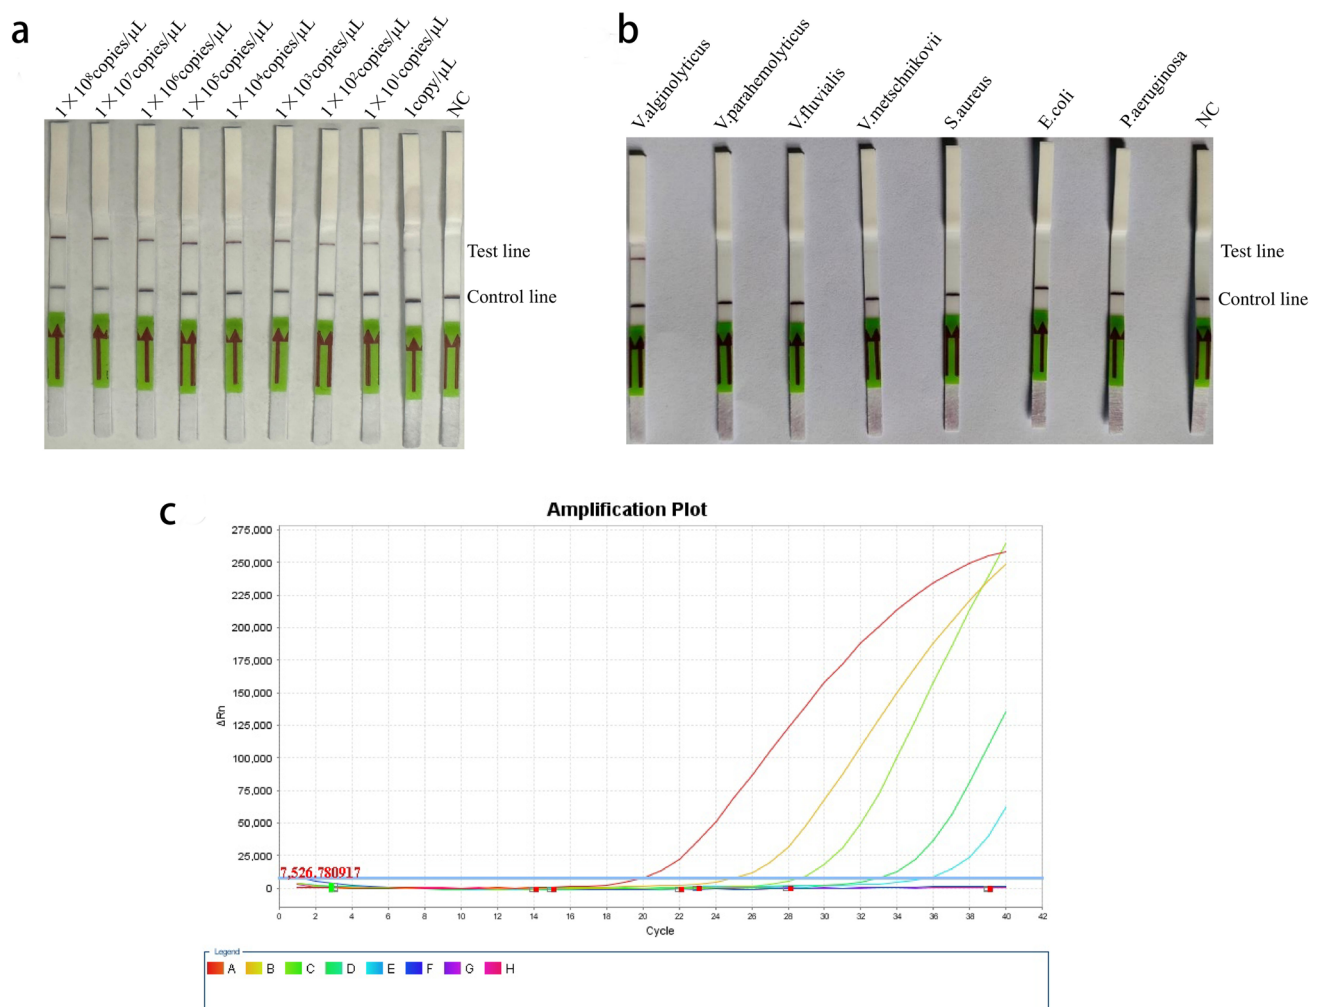 a
1×10⁸copies/μL
1×10⁷copies/μL
1×10⁶copies/μL
1×10⁵copies/μL
1×10⁴copies/μL
1×10³copies/μL
1×10²copies/μL
1×10¹copies/μL
1copy/μL
NC
Test line
Control line
b
V.alginolyticus
V.parahemolyticus
V.fluvialis
V.metschnikovii
S.aureus
E.coli
P.aeruginosa
NC
Test line
Control line
c
Amplification Plot
275,000
250,000
225,000
200,000
175,000
150,000
125,000
100,000
75,000
50,000
25,000
0
ΔRn
7,526.780917
0 2 4 6 8 10 12 14 16 18 20 22 24 26 28 30 32 34 36 38 40 42
Cycle
Legend
A B C D E F G H